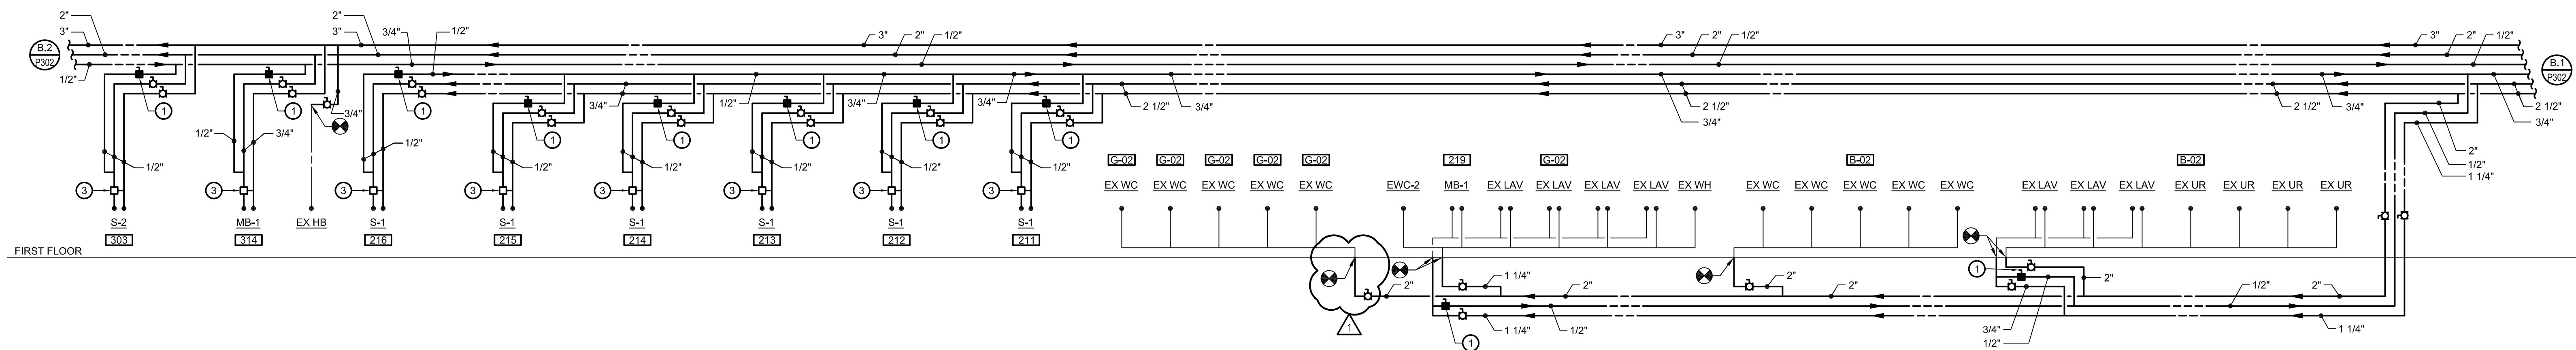 2" 2"
3" 3" 3/4" 1/2" 3" 2" 1/2" 3" 2" 1/2" 3" 2" 1/2"
B.2
P302
B.1
P302
1/2"
3/4" 1/2" 3/4" 3/4" 3/4"
3/4" 3/4" 1/2" 3/4" 3/4" 2 1/2" 3/4" 2 1/2" 3/4" 2 1/2" 3/4" 2 1/2" 3/4"
1 1 1
1/2" 3/4" 1/2"
1 1 1 1 1
1/2" 1/2" 1/2" 1/2" 1/2" 1/2"
2"
1/2"
1 1/4"
G-02 G-02 G-02 G-02 G-02 219 G-02 B-02 B-02
EX WC EX WC EX WC EX WC EX WC EWC-2 MB-1 EX LAV EX LAV EX LAV EX LAV EX WH EX WC EX WC EX WC EX WC EX WC EX LAV EX LAV EX LAV EX UR EX UR EX UR EX UR
3 3 3 3 3 3 3 3
S-2 MB-1 EX HB S-1 S-1 S-1 S-1 S-1 S-1
303 314 216 215 214 213 212 211
FIRST FLOOR
1 1/4" 2" 1 2"
2" 2" 2" 1/2" 2"
1 1 1/4" 1/2" 3/4" 1 1/4"
1 1/2"